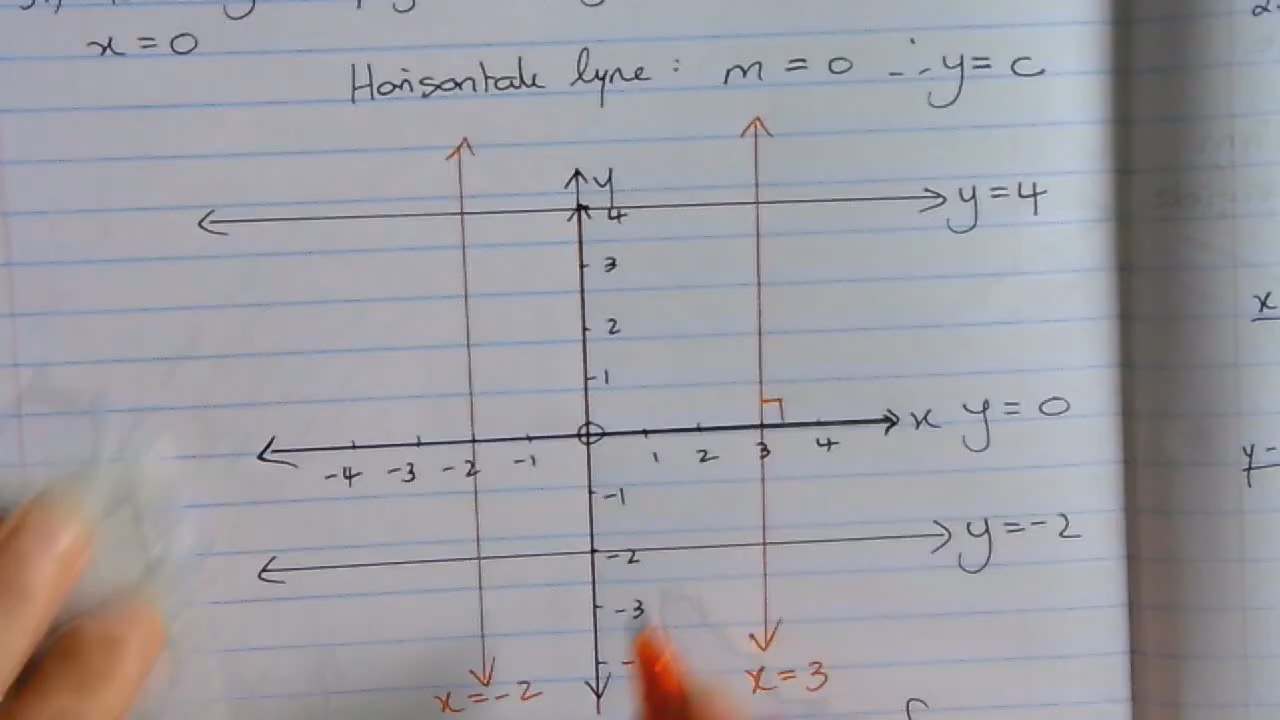 x = 0
Horisontale lyne : m = 0 ∴ y = c
y
4
y = 4
3
2
1
x
y = 0
-4 -3 -2 -1 1 2 3 4
-1
y = -2
-2
-3
x = -2
x = 3
x